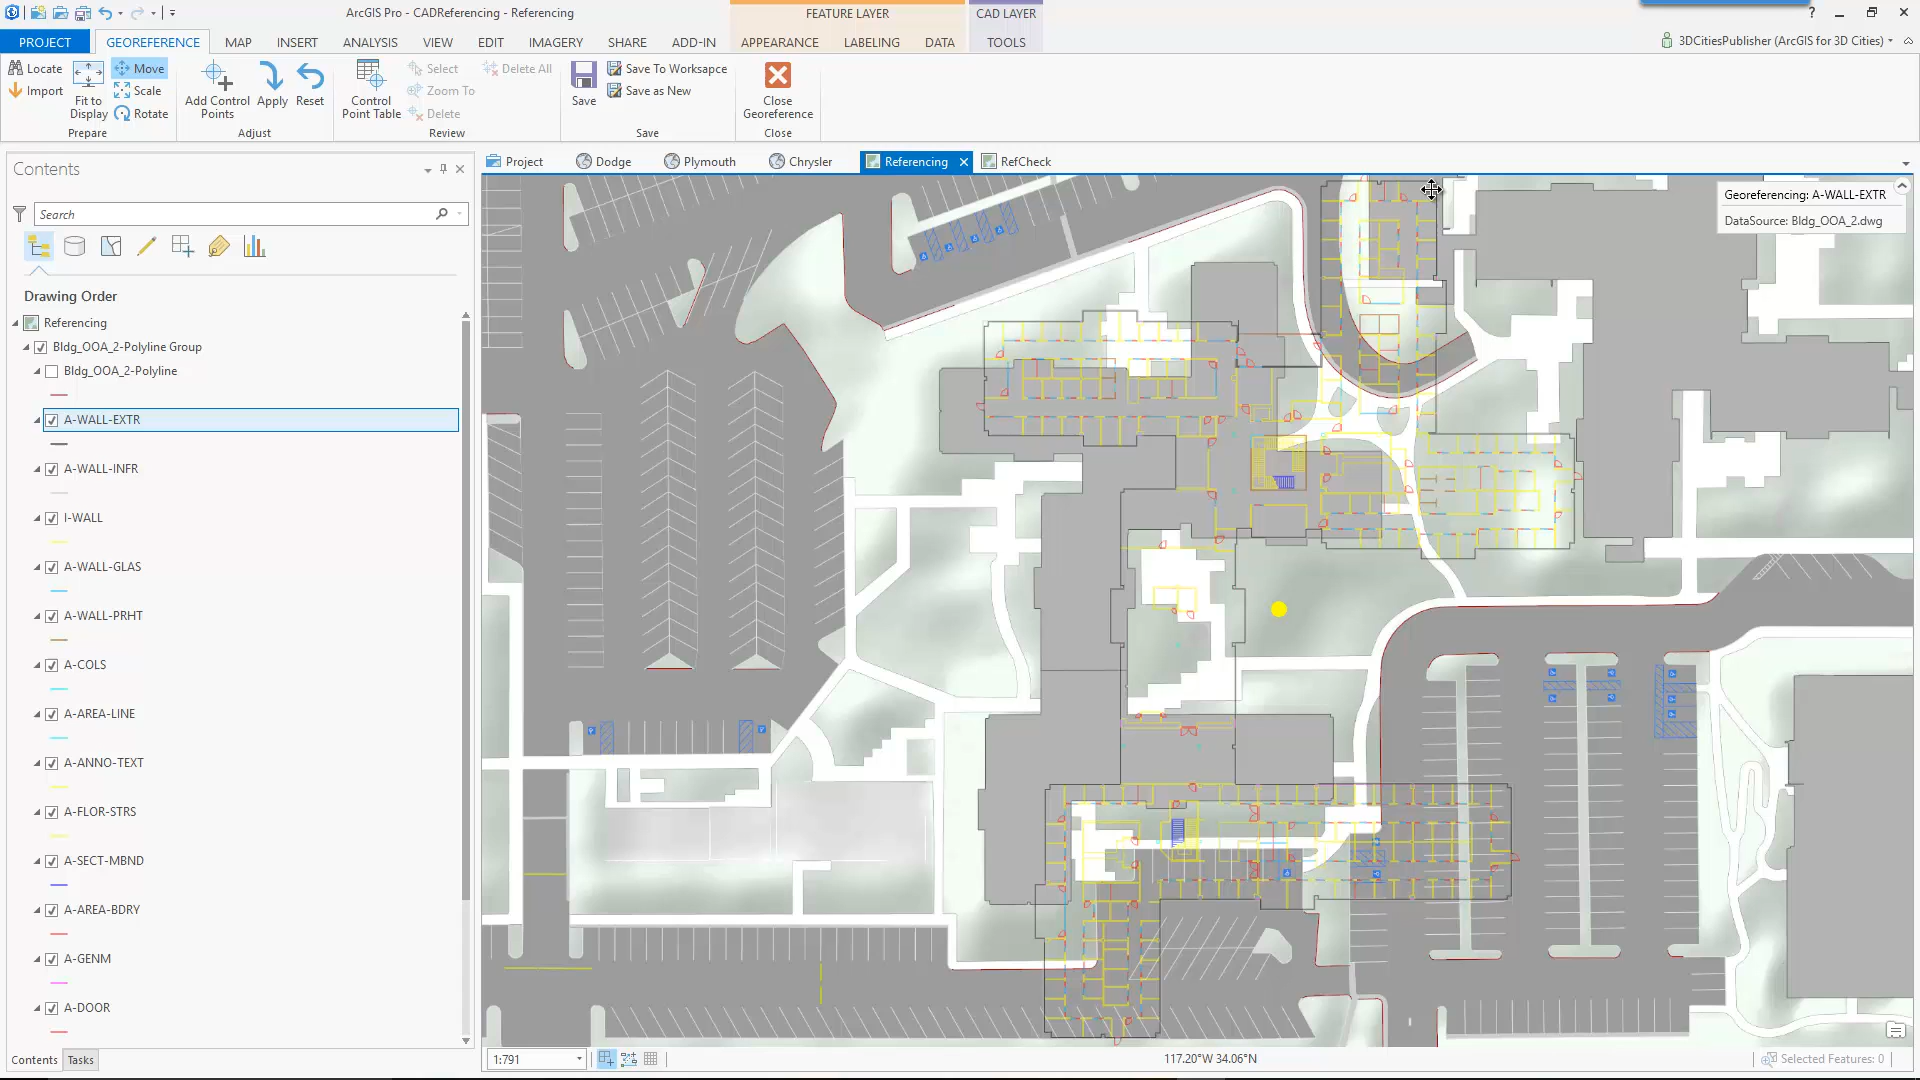 ArcGIS Pro - CADReferencing - Referencing
FEATURE LAYER
CAD LAYER
?
PROJECT
GEOREFERENCE
MAP
INSERT
ANALYSIS
VIEW
EDIT
IMAGERY
SHARE
ADD-IN
APPEARANCE
LABELING
DATA
TOOLS
3DCitiesPublisher (ArcGIS for 3D Cities)
Locate
Import
Fit to
Display
Move
Scale
Rotate
Prepare
Add Control
Points
Apply
Reset
Adjust
Control
Point Table
Select
Zoom To
Delete
Delete All
Review
Save
Save To Worksapce
Save as New
Save
Close
Georeference
Close
Contents
Search
Drawing Order
Referencing
Bldg_OOA_2-Polyline Group
Bldg_OOA_2-Polyline
A-WALL-EXTR
A-WALL-INFR
I-WALL
A-WALL-GLAS
A-WALL-PRHT
A-COLS
A-AREA-LINE
A-ANNO-TEXT
A-FLOR-STRS
A-SECT-MBND
A-AREA-BDRY
A-GENM
A-DOOR
Contents
Tasks
Project
Dodge
Plymouth
Chrysler
Referencing
RefCheck
Georeferencing: A-WALL-EXTR
DataSource: Bldg_OOA_2.dwg
1:791
117.20°W 34.06°N
Selected Features: 0